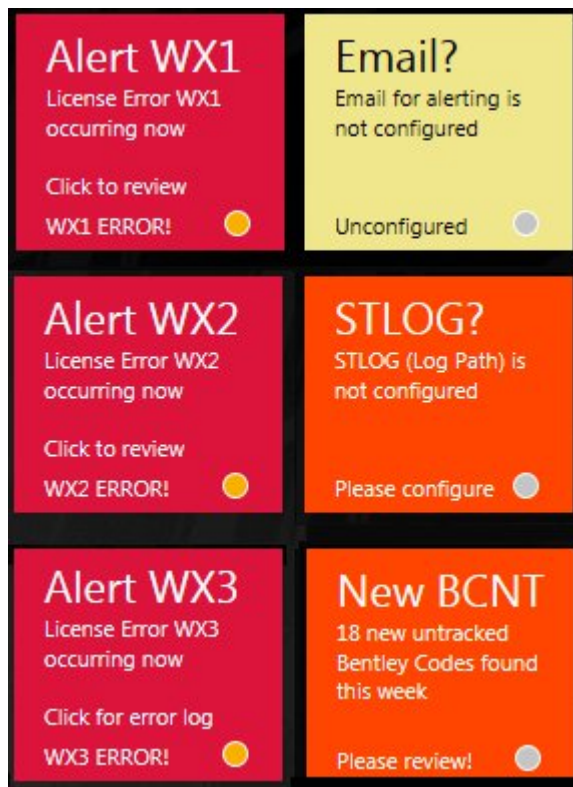 Alert WX1
License Error WX1
occurring now
Click to review
WX1 ERROR!
Email?
Email for alerting is
not configured
Unconfigured
Alert WX2
License Error WX2
occurring now
Click to review
WX2 ERROR!
STLOG?
STLOG (Log Path) is
not configured
Please configure
Alert WX3
License Error WX3
occurring now
Click for error log
WX3 ERROR!
New BCNT
18 new untracked
Bentley Codes found
this week
Please review!